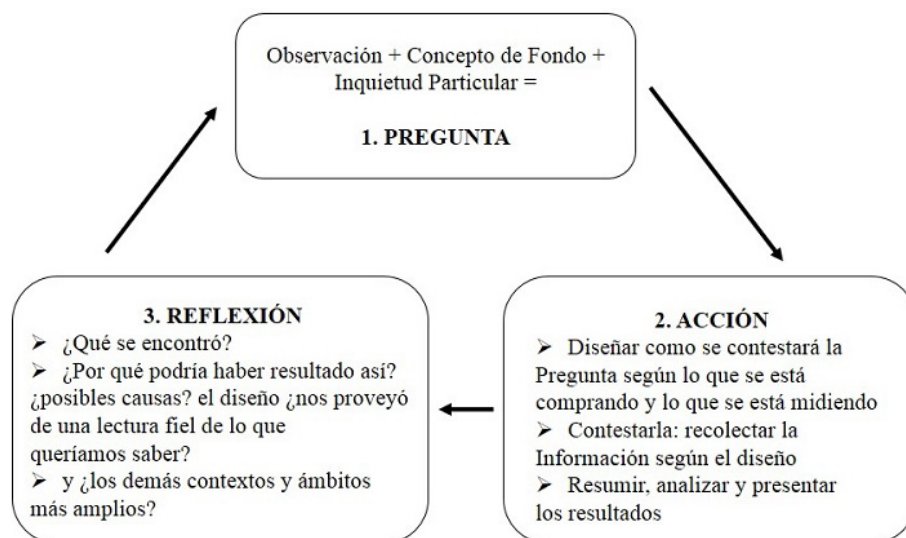 Observación + Concepto de Fondo +
Inquietud Particular =
1. PREGUNTA
2. ACCIÓN
➤ Diseñar como se contestará la
Pregunta según lo que se está
comprando y lo que se está midiendo
➤ Contestarla: recolectar la
Información según el diseño
➤ Resumir, analizar y presentar
los resultados
3. REFLEXIÓN
➤ ¿Qué se encontró?
➤ ¿Por qué podría haber resultado así?
¿posibles causas? el diseño ¿nos proveyó
de una lectura fiel de lo que
queríamos saber?
➤ y ¿los demás contextos y ámbitos
más amplios?